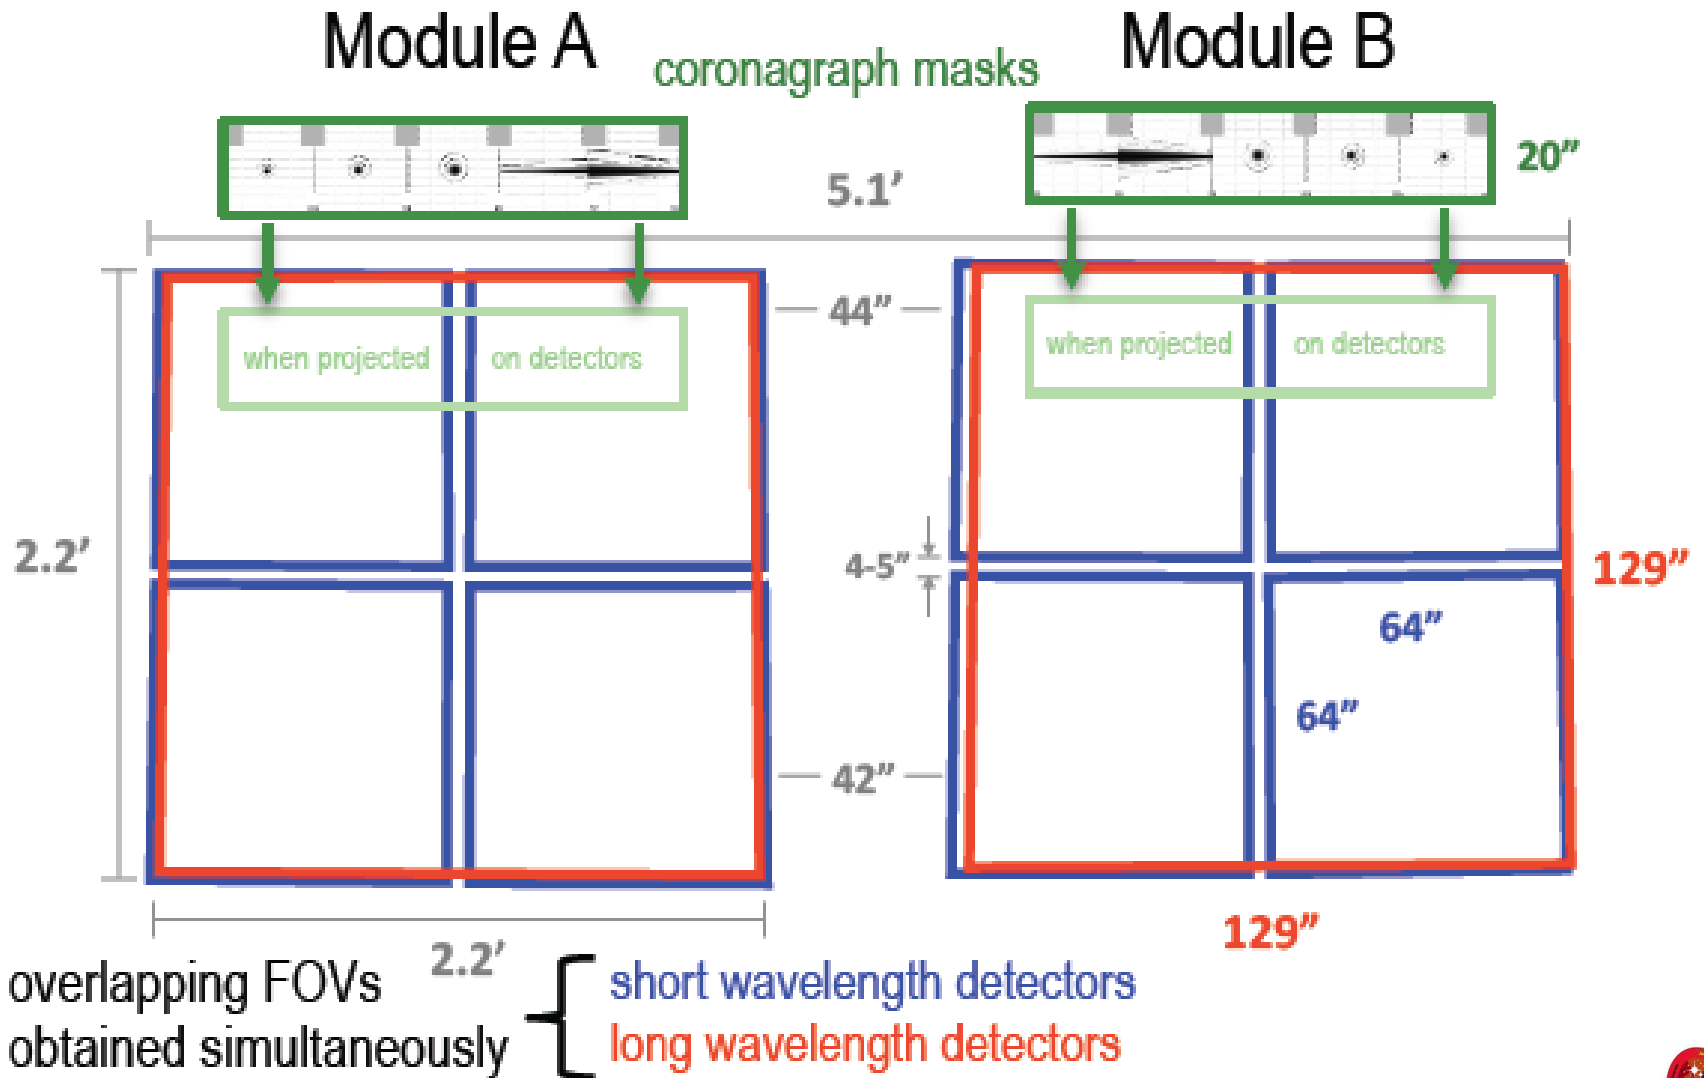 Module A
Module B
coronagraph masks
20”
5.1’
44”
when projected
on detectors
when projected
on detectors
2.2’
4-5”
129”
64”
64”
42”
129”
2.2’
overlapping FOVs
obtained simultaneously
short wavelength detectors
long wavelength detectors